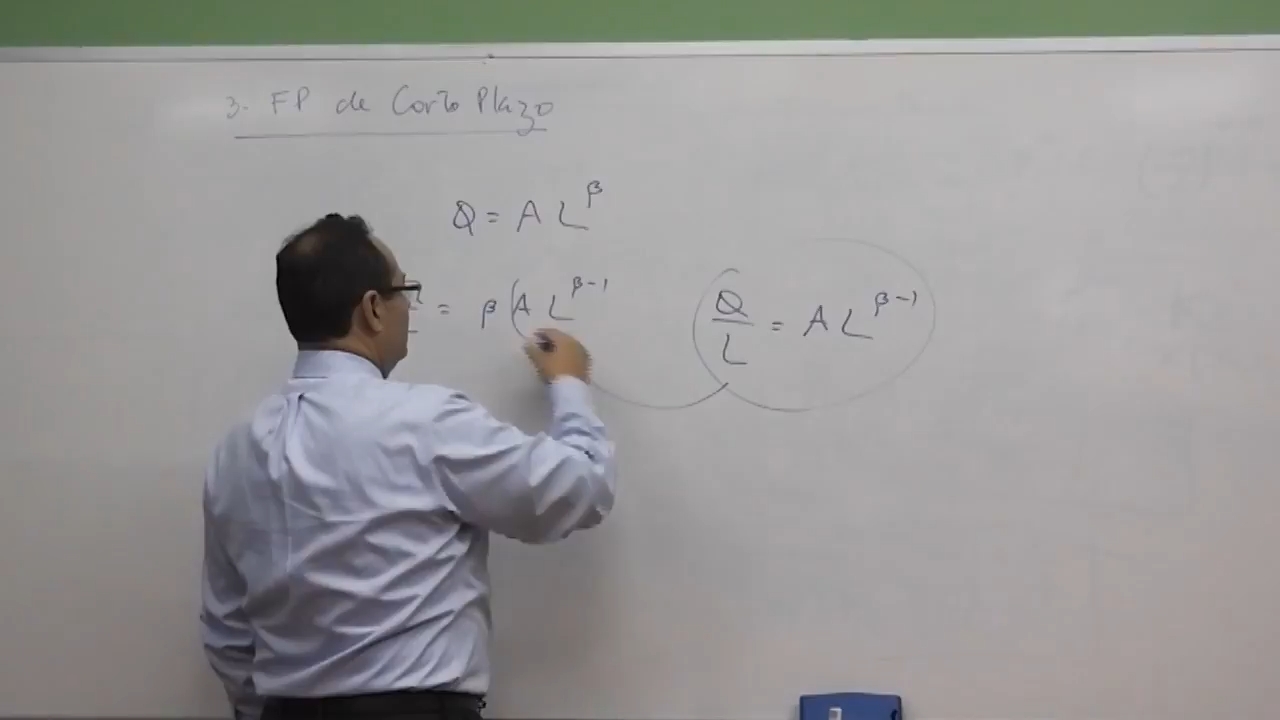 3. FP de Corto Plazo
Q = A L^β
= β (A L^β-1
Q/L = A L^β-1